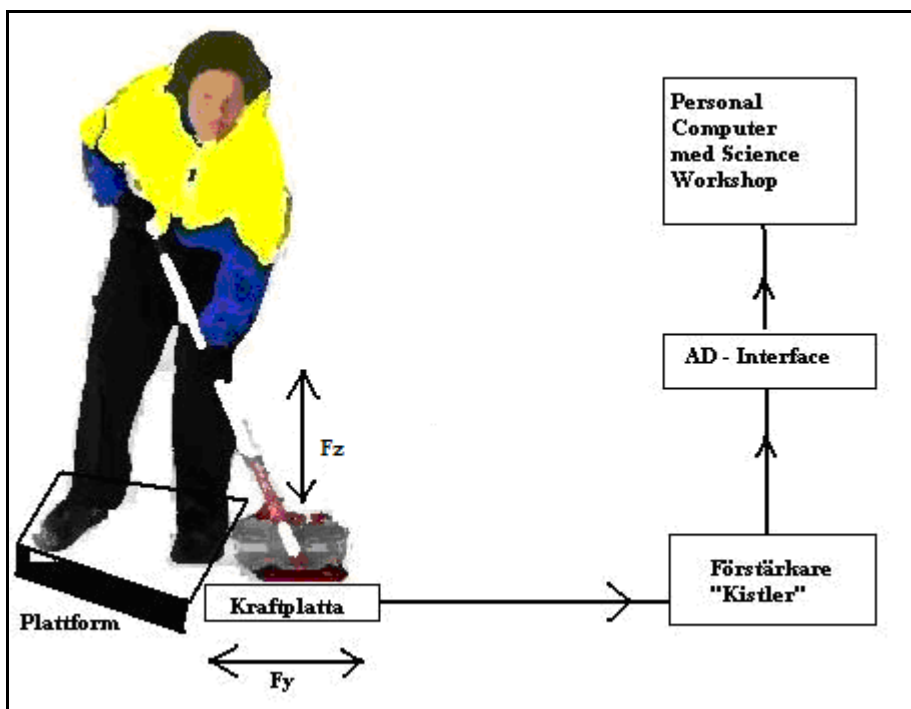 Personal
Computer
med Science
Workshop
AD - Interface
Fz
Förstärkare
"Kistler"
Kraftplatta
Plattform
Fy